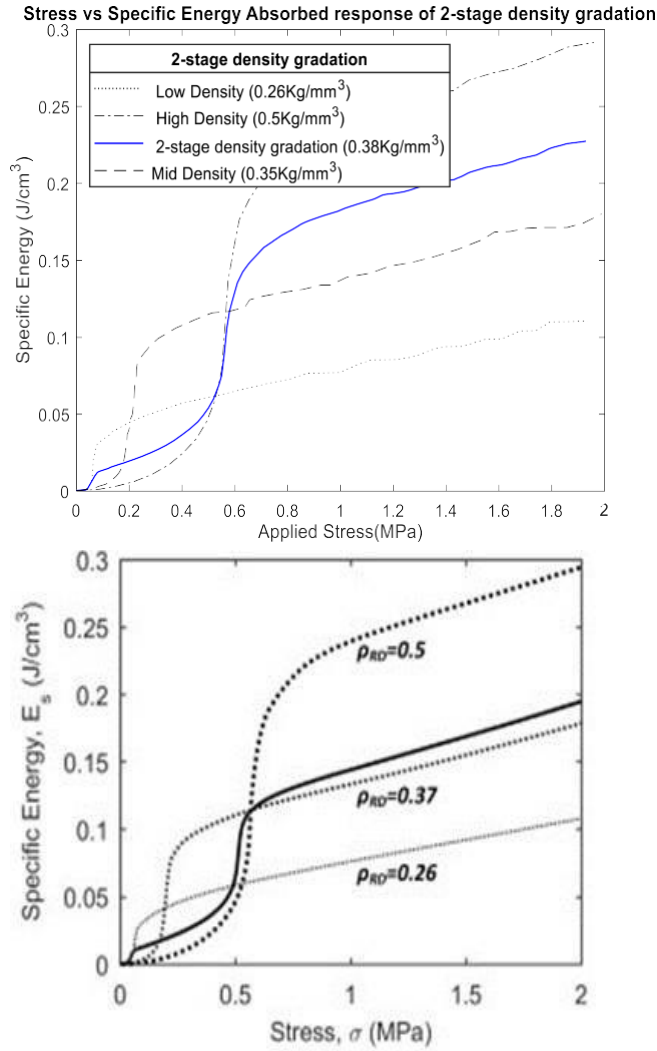 Stress vs Specific Energy Absorbed response of 2-stage density gradation
0.3
0.25
0.2
0.15
0.1
0.05
0
Specific Energy (J/cm³)
2-stage density gradation
Low Density (0.26Kg/mm³)
High Density (0.5Kg/mm³)
2-stage density gradation (0.38Kg/mm³)
Mid Density (0.35Kg/mm³)
0 0.2 0.4 0.6 0.8 1 1.2 1.4 1.6 1.8 2
Applied Stress(MPa)
0.3
0.25
0.2
0.15
0.1
0.05
0
Specific Energy, Eₛ (J/cm³)
ρRD=0.5
ρRD=0.37
ρRD=0.26
0 0.5 1 1.5 2
Stress, σ (MPa)